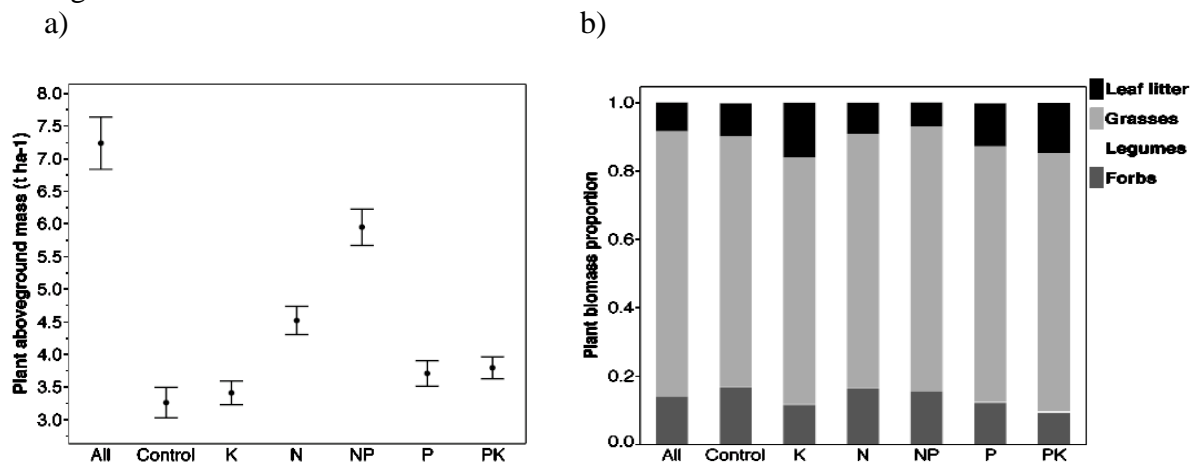 a)
b)
Plant aboveground mass (t ha-1)
8.0
7.5
7.0
6.5
6.0
5.5
5.0
4.5
4.0
3.5
3.0
All Control K N NP P PK
Plant biomass proportion
1.0
0.8
0.6
0.4
0.2
0.0
All Control K N NP P PK
Leaf litter
Grasses
Legumes
Forbs